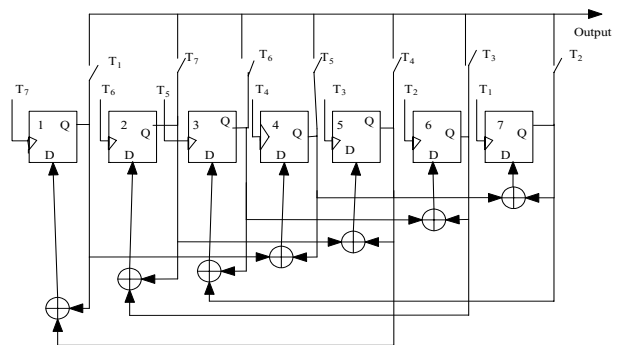 Output
T1 T7 T6 T5 T4 T3 T2
T7 T6 T5 T4 T3 T2 T1
1 Q 2 Q 3 Q 4 Q 5 Q 6 Q 7 Q
D D D D D D D